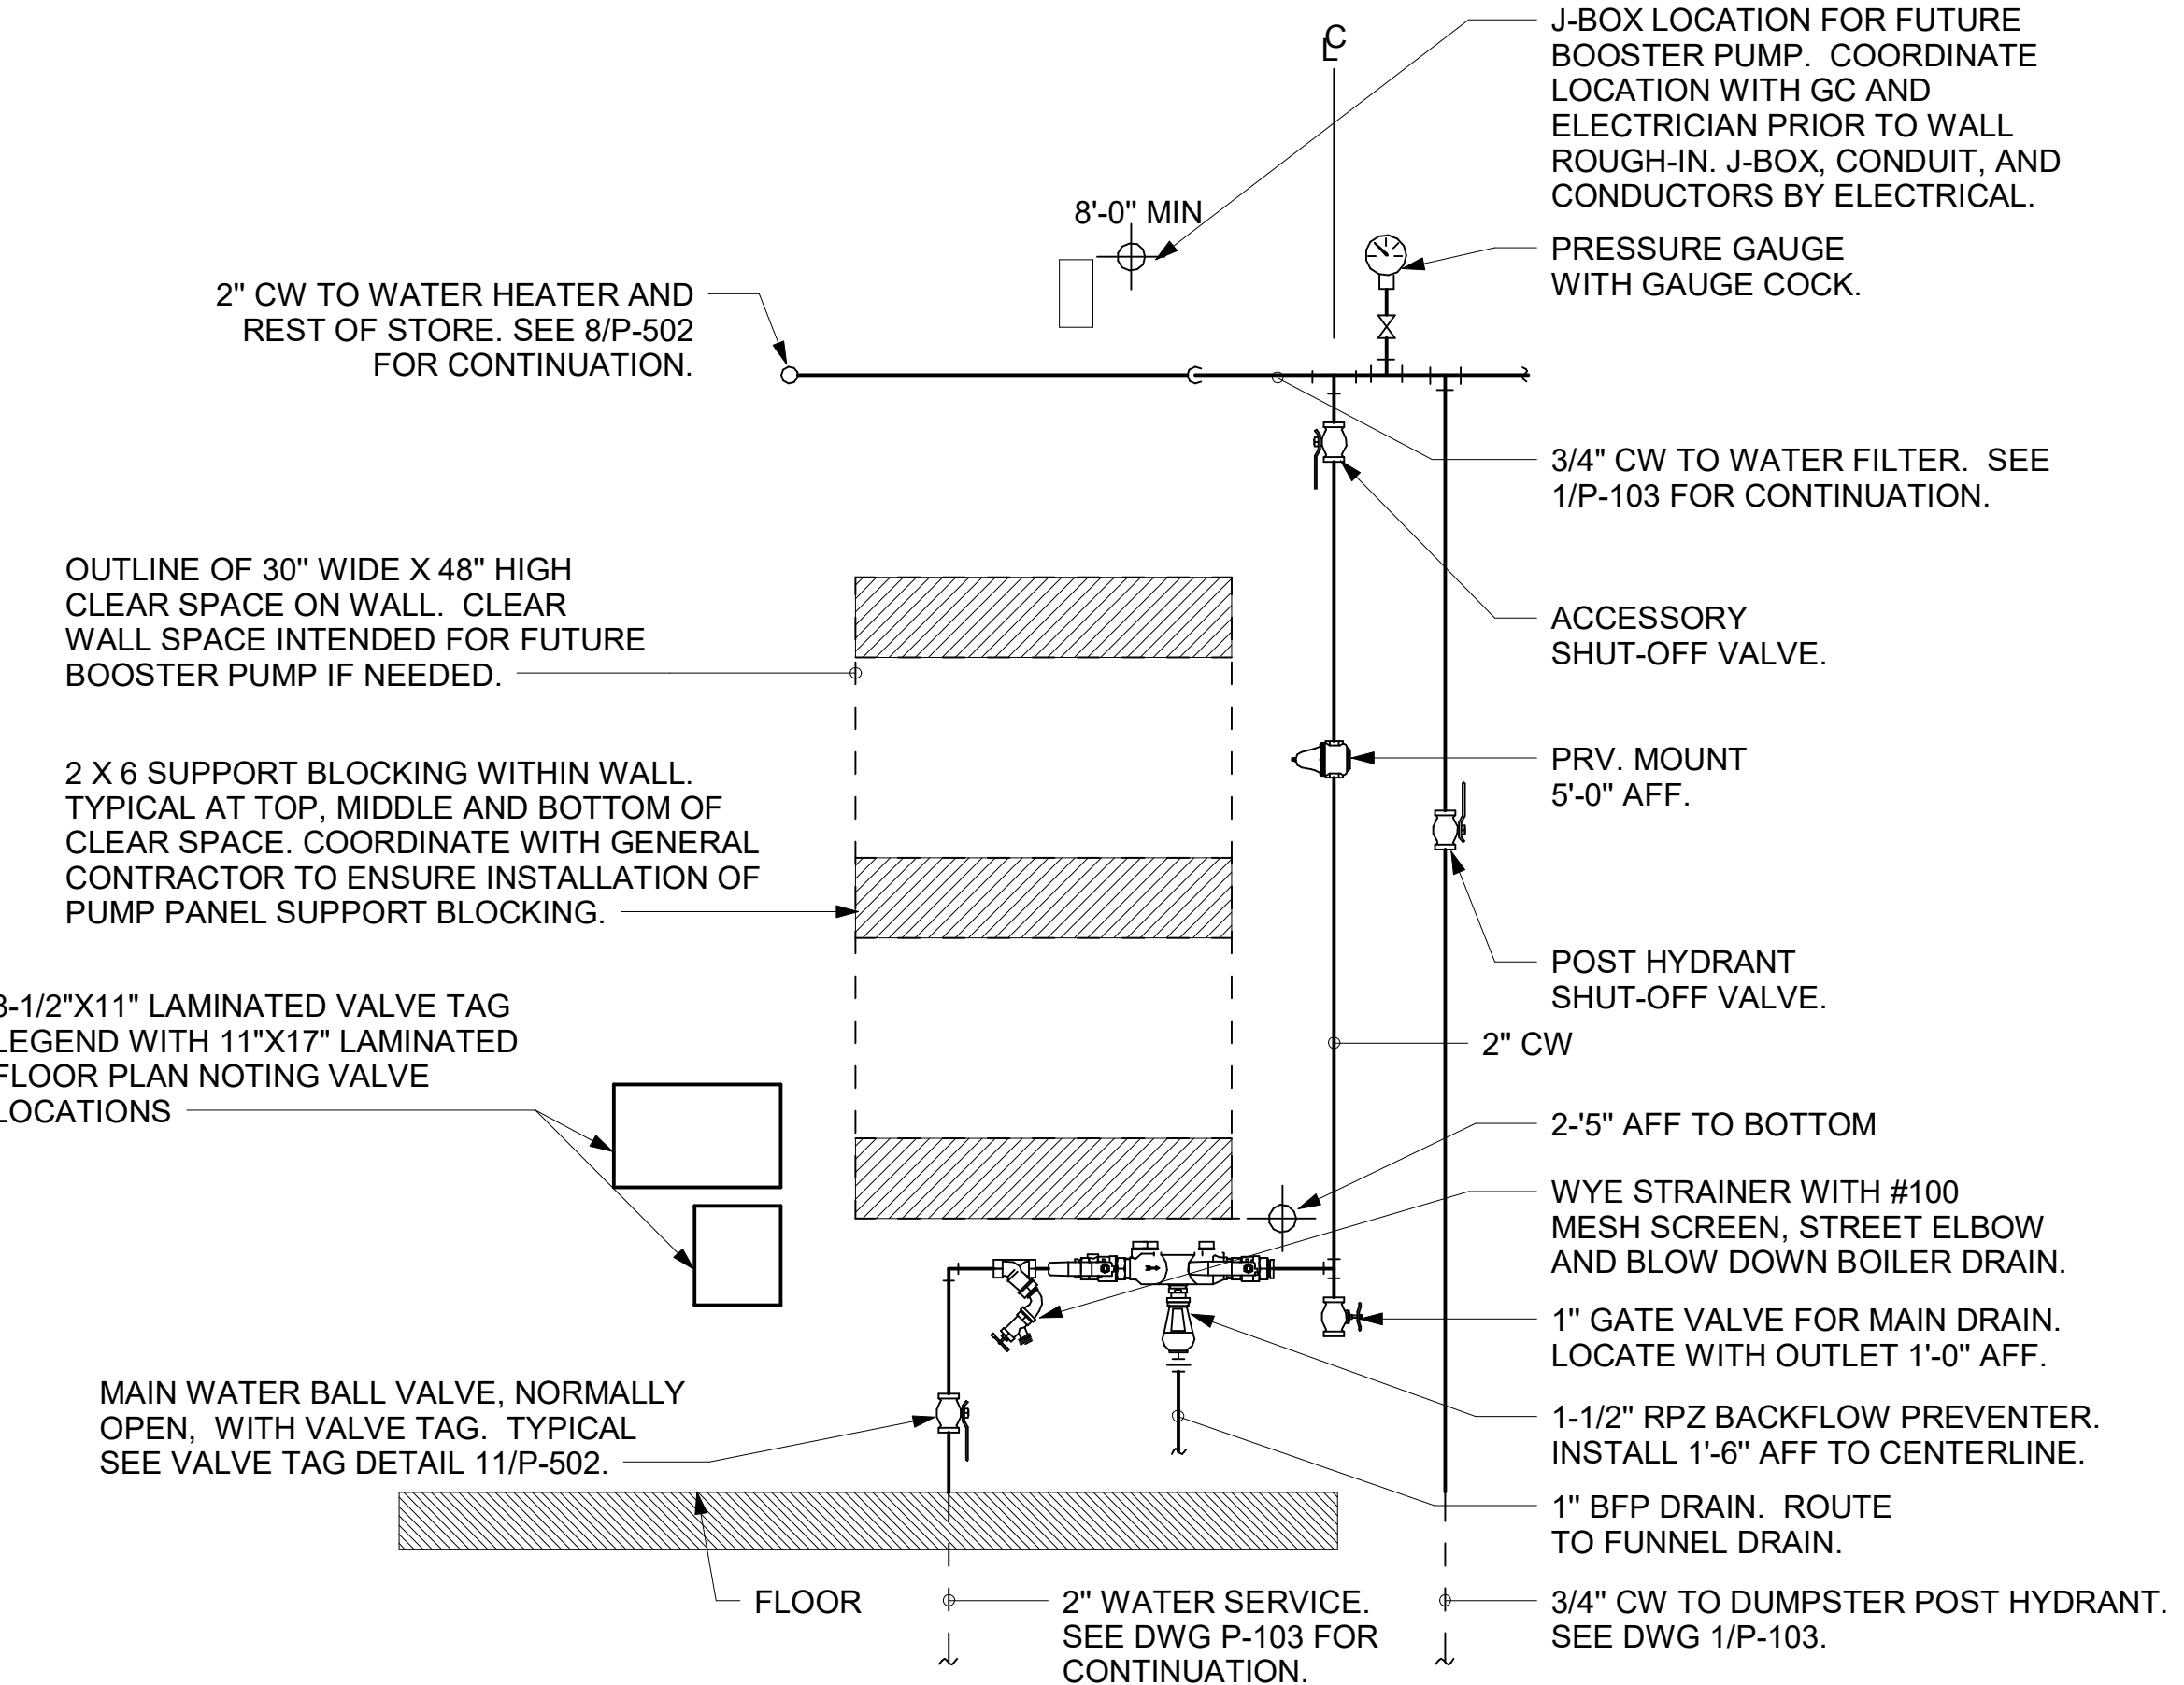 J-BOX LOCATION FOR FUTURE
BOOSTER PUMP. COORDINATE
LOCATION WITH GC AND
ELECTRICIAN PRIOR TO WALL
ROUGH-IN. J-BOX, CONDUIT, AND
CONDUCTORS BY ELECTRICAL.
CL
8'-0" MIN
PRESSURE GAUGE
WITH GAUGE COCK.
2" CW TO WATER HEATER AND
REST OF STORE. SEE 8/P-502
FOR CONTINUATION.
3/4" CW TO WATER FILTER. SEE
1/P-103 FOR CONTINUATION.
OUTLINE OF 30" WIDE X 48" HIGH
CLEAR SPACE ON WALL. CLEAR
WALL SPACE INTENDED FOR FUTURE
BOOSTER PUMP IF NEEDED.
ACCESSORY
SHUT-OFF VALVE.
2 X 6 SUPPORT BLOCKING WITHIN WALL.
TYPICAL AT TOP, MIDDLE AND BOTTOM OF
CLEAR SPACE. COORDINATE WITH GENERAL
CONTRACTOR TO ENSURE INSTALLATION OF
PUMP PANEL SUPPORT BLOCKING.
PRV. MOUNT
5'-0" AFF.
POST HYDRANT
SHUT-OFF VALVE.
-1/2"X11" LAMINATED VALVE TAG
LEGEND WITH 11"X17" LAMINATED
FLOOR PLAN NOTING VALVE
LOCATIONS
2" CW
2-'5" AFF TO BOTTOM
WYE STRAINER WITH #100
MESH SCREEN, STREET ELBOW
AND BLOW DOWN BOILER DRAIN.
1" GATE VALVE FOR MAIN DRAIN.
LOCATE WITH OUTLET 1'-0" AFF.
MAIN WATER BALL VALVE, NORMALLY
OPEN, WITH VALVE TAG. TYPICAL
SEE VALVE TAG DETAIL 11/P-502.
1-1/2" RPZ BACKFLOW PREVENTER.
INSTALL 1'-6" AFF TO CENTERLINE.
1" BFP DRAIN. ROUTE
TO FUNNEL DRAIN.
FLOOR
2" WATER SERVICE.
SEE DWG P-103 FOR
CONTINUATION.
3/4" CW TO DUMPSTER POST HYDRANT.
SEE DWG 1/P-103.